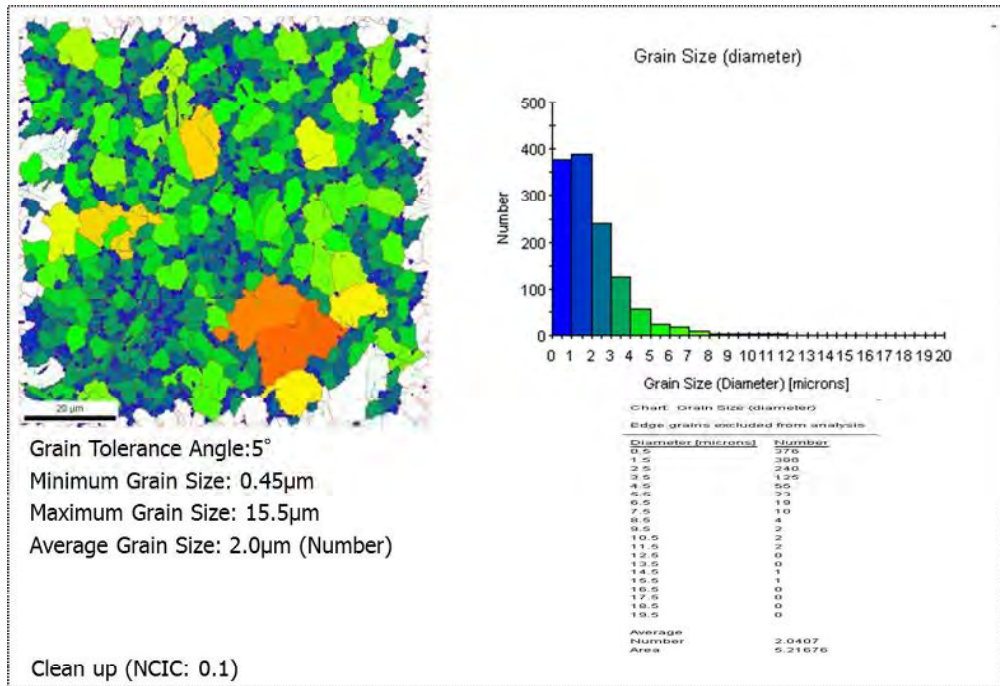 Grain Size (diameter)
500
400
300
200
100
0
Number
0 1 2 3 4 5 6 7 8 9 10 11 12 13 14 15 16 17 18 19 20
Grain Size (Diameter) [microns]
20 µm
Grain Tolerance Angle:5°
Minimum Grain Size: 0.45µm
Maximum Grain Size: 15.5µm
Average Grain Size: 2.0µm (Number)
Clean up (NCIC: 0.1)
Chart: Grain Size (diameter)
Edge grains excluded from analysis
Diameter [microns] Number
0.5 376
1.5
2.5 240
3.5 125
4.5
5.5
6.5 19
7.5 10
8.5 4
9.5 2
10.5 2
11.5 2
12.5 0
13.5 0
14.5 1
15.5 1
16.5 0
17.5 0
18.5 0
19.5 0
Average
Number 2.0407
Area 5.21676